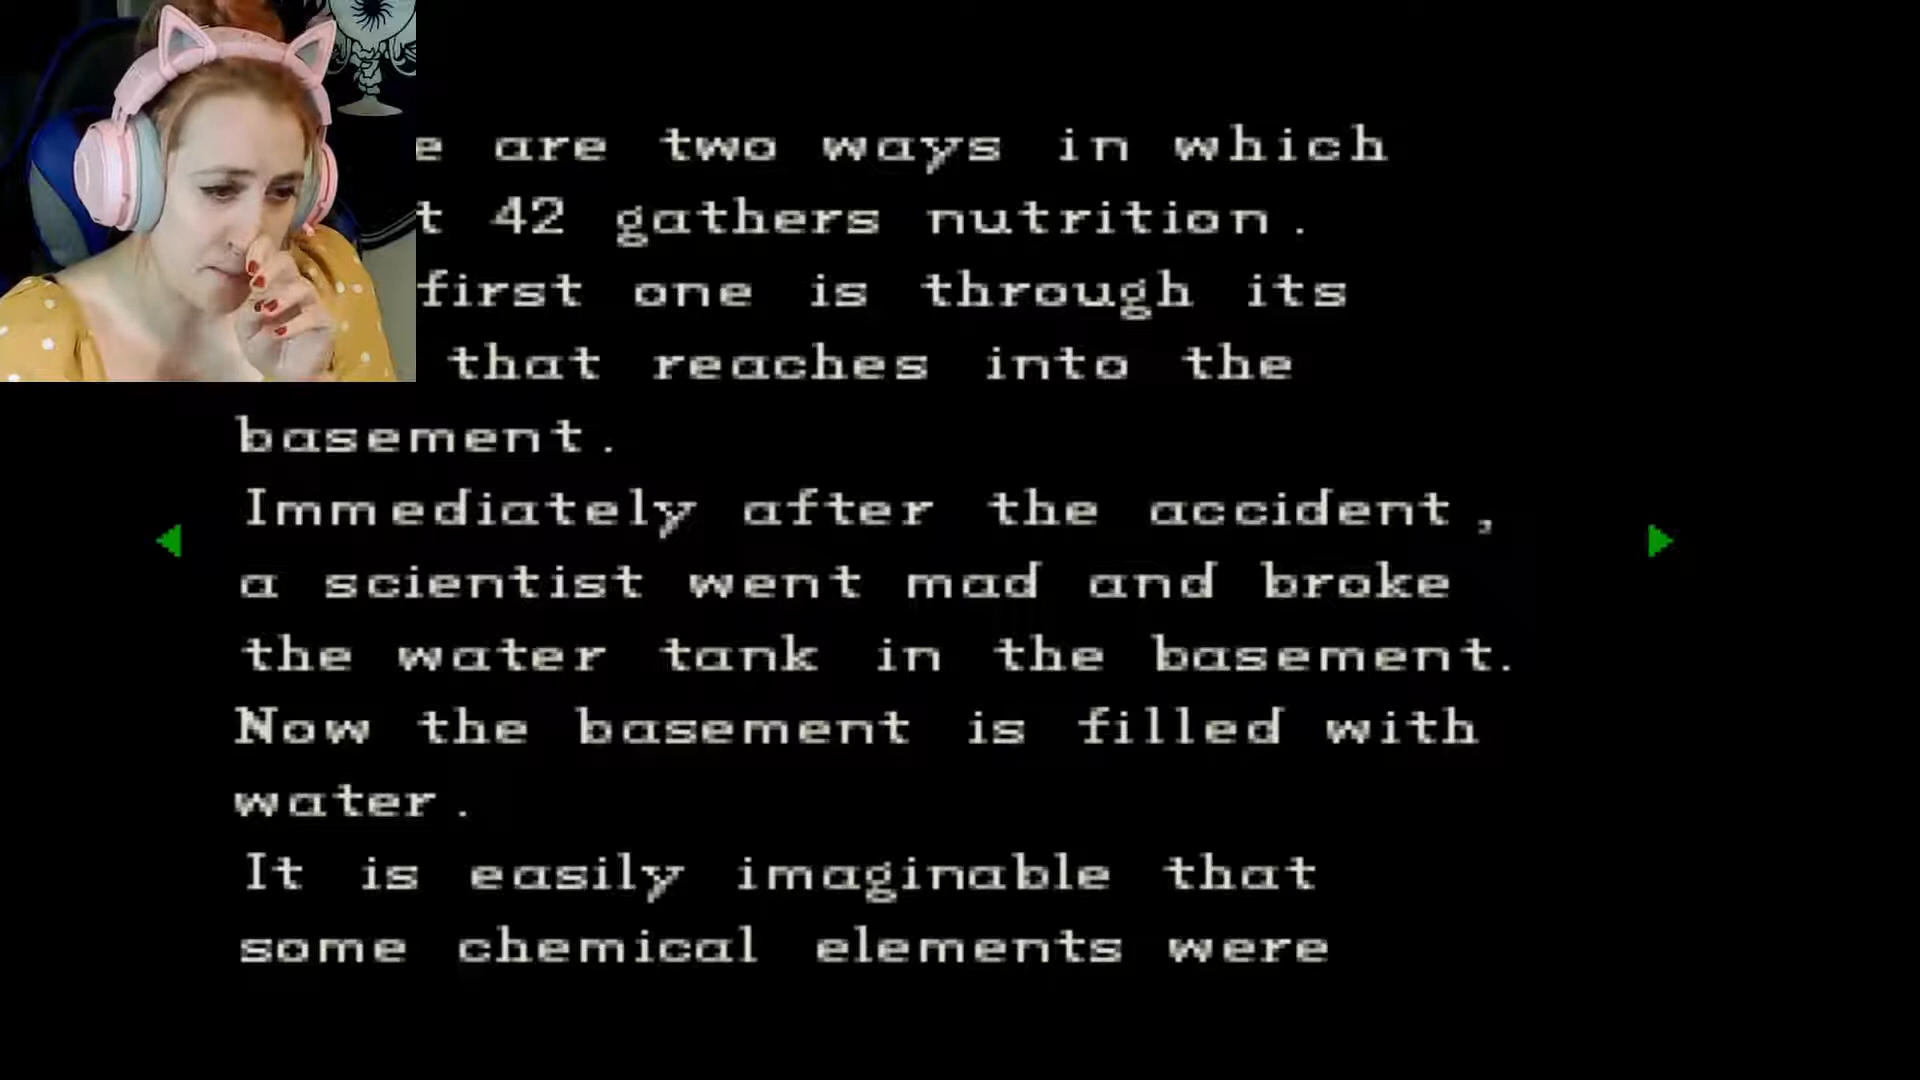 are two ways in which
42 gathers nutrition.
first one is through its
that reaches into the
basement.
Immediately after the accident,
a scientist went mad and broke
the water tank in the basement.
Now the basement is filled with
water.
It is easily imaginable that
some chemical elements were